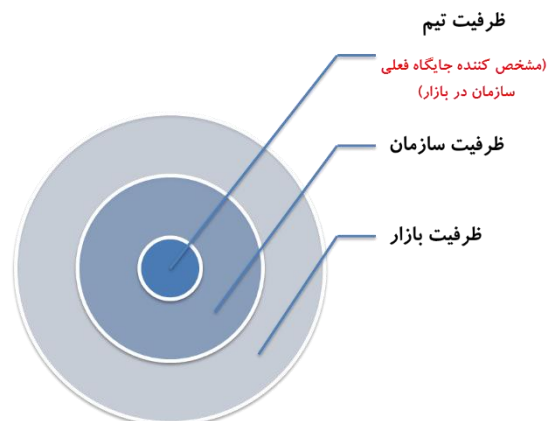 ظرفیت تیم
(مشخص کننده جایگاه فعلی
سازمان در بازار)
ظرفیت سازمان
ظرفیت بازار